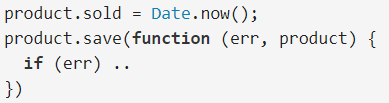 product.sold = Date.now();
product.save(function (err, product) {
  if (err) ..
})